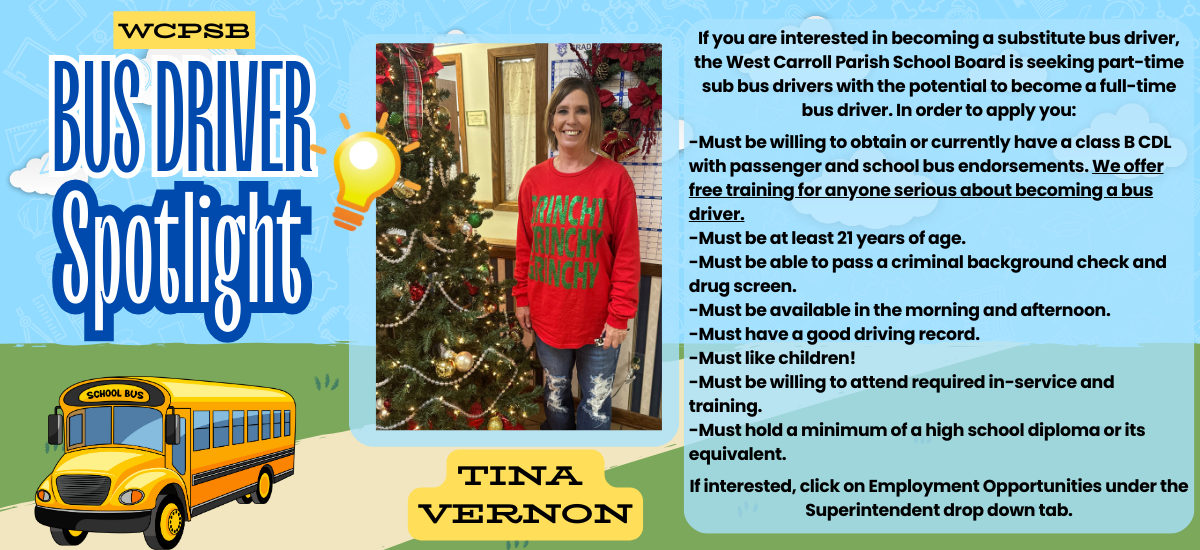 WCPSB
BUS DRIVER
Spotlight
SCHOOL BUS
GRAD
GRINCHY
GRINCHY
GRINCHY
TINA
VERNON
If you are interested in becoming a substitute bus driver,
the West Carroll Parish School Board is seeking part-time
sub bus drivers with the potential to become a full-time
bus driver. In order to apply you:
-Must be willing to obtain or currently have a class B CDL
with passenger and school bus endorsements. We offer
free training for anyone serious about becoming a bus
driver.
-Must be at least 21 years of age.
-Must be able to pass a criminal background check and
drug screen.
-Must be available in the morning and afternoon.
-Must have a good driving record.
-Must like children!
-Must be willing to attend required in-service and
training.
-Must hold a minimum of a high school diploma or its
equivalent.
If interested, click on Employment Opportunities under the
Superintendent drop down tab.